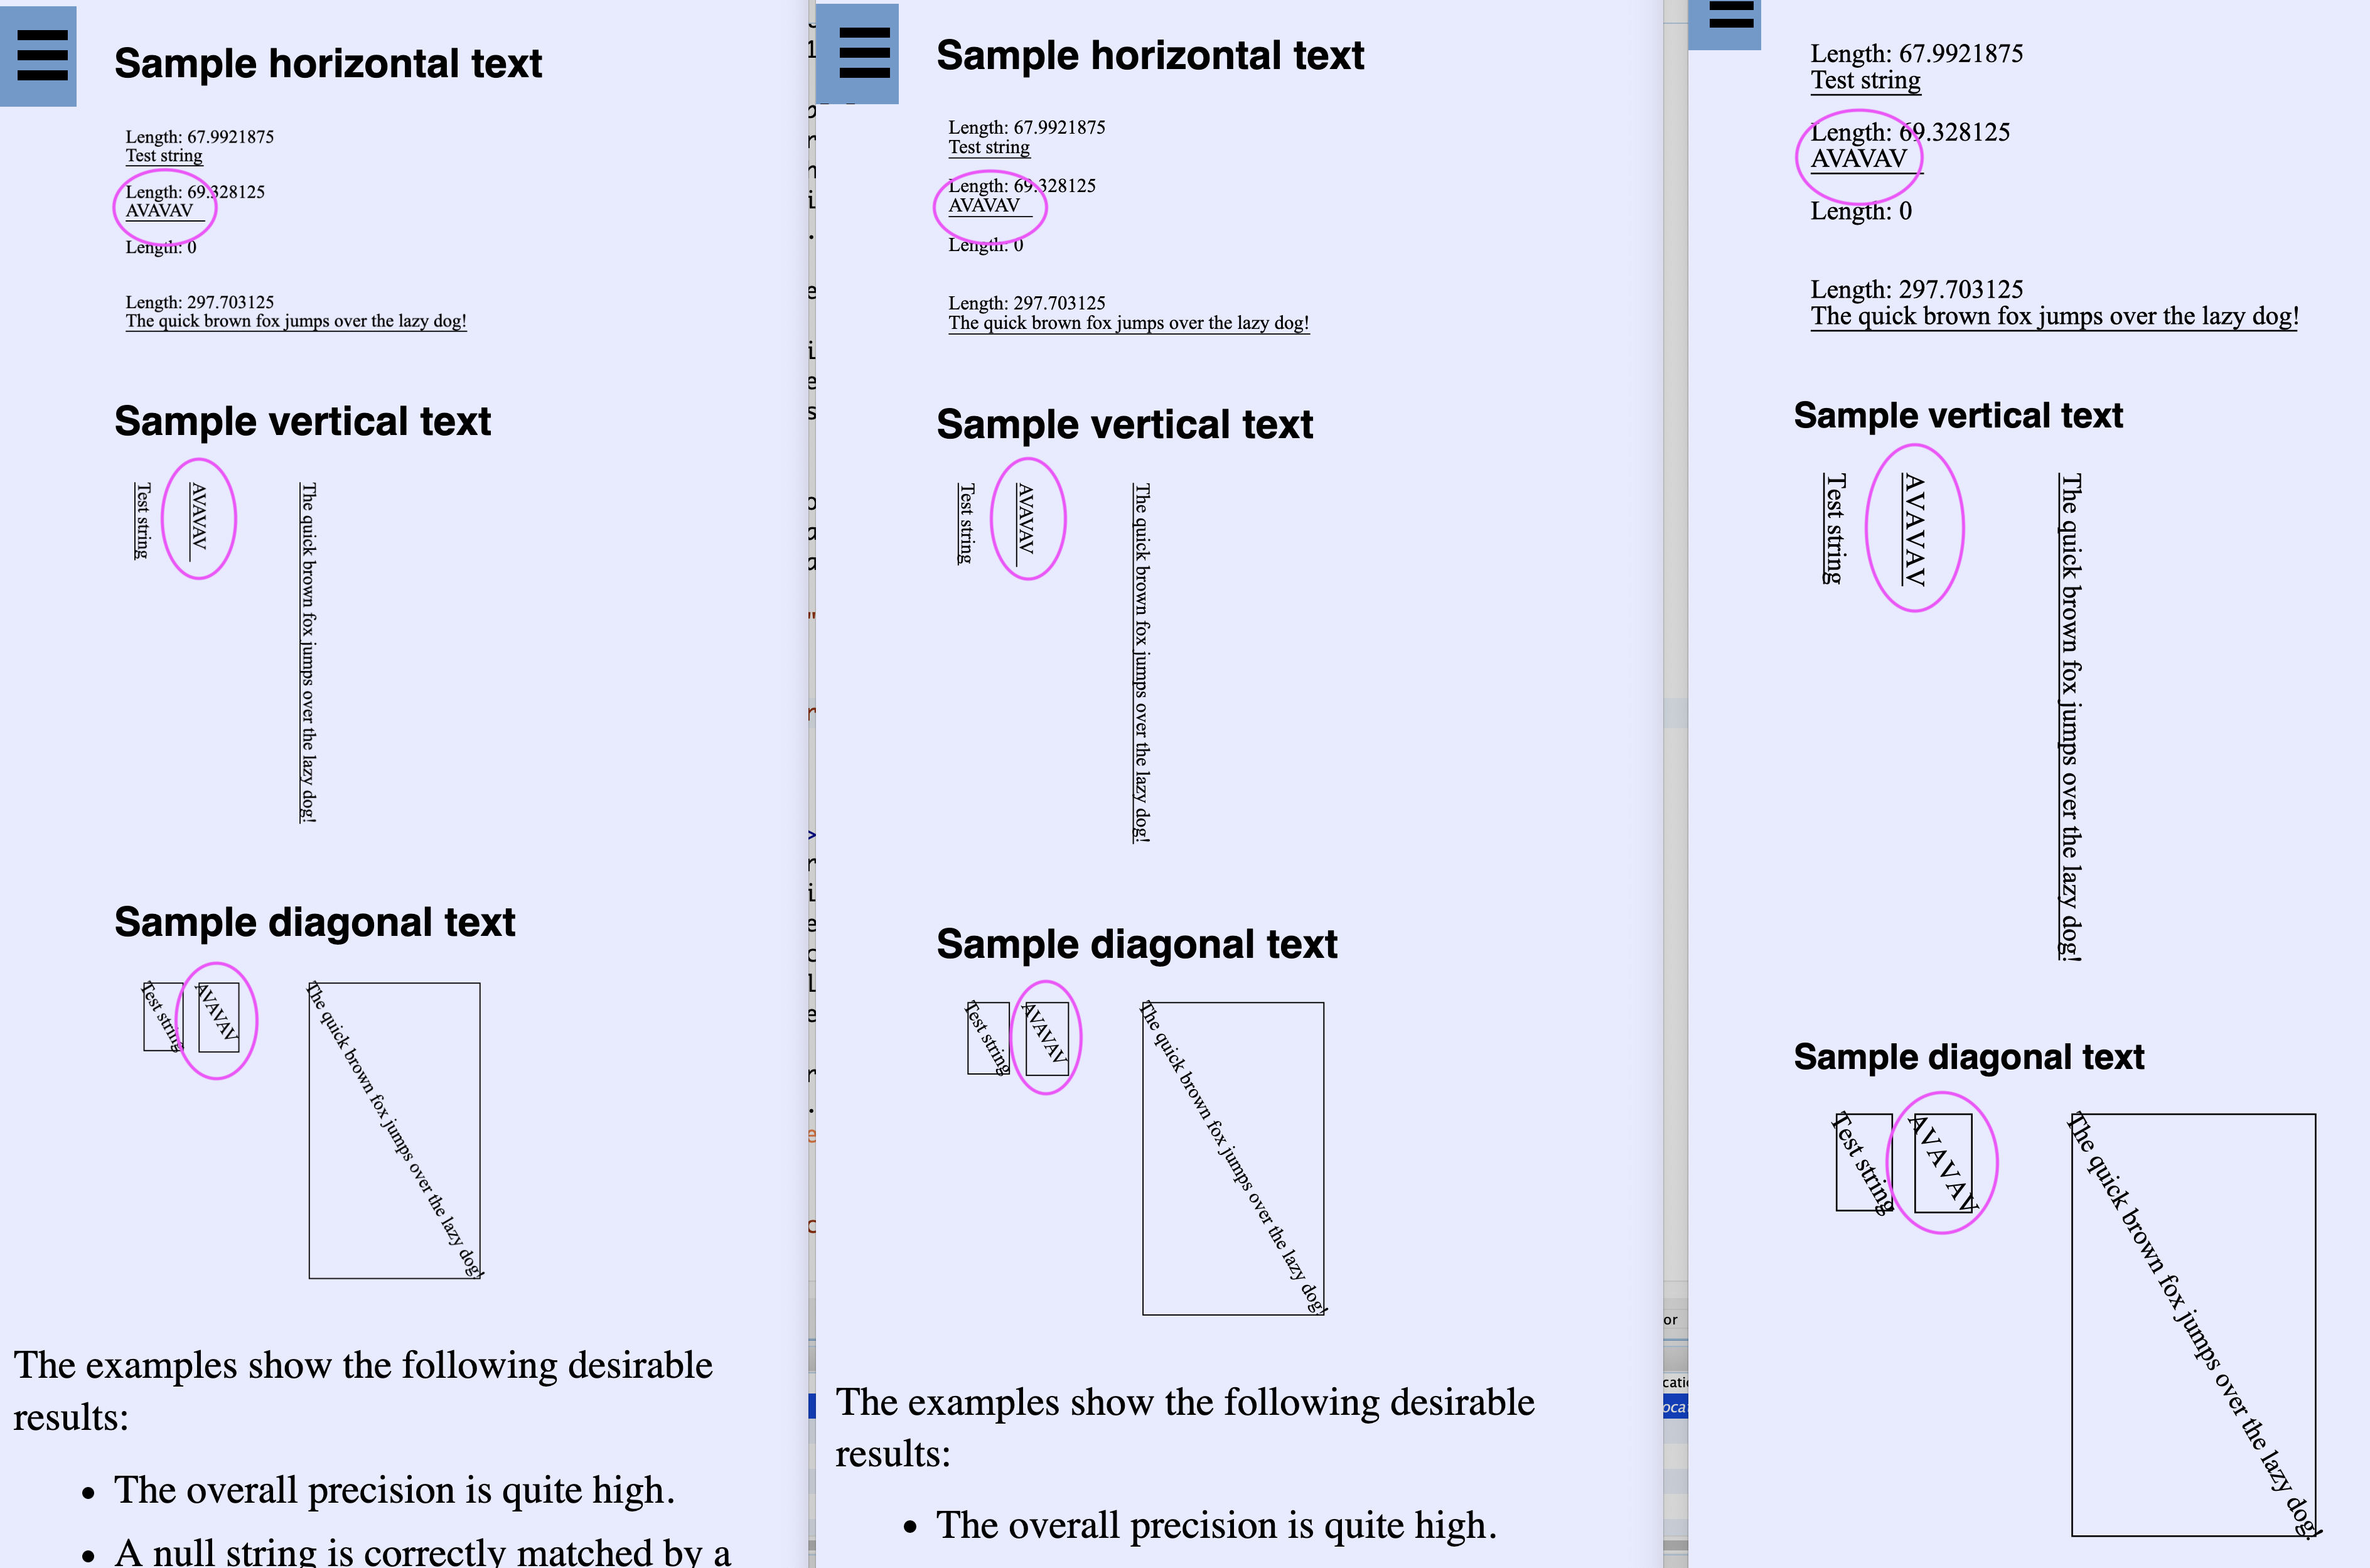 Sample horizontal text
Length: 67.9921875
Test string
Length: 69.328125
AVAVAV
Length: 0
Length: 297.703125
The quick brown fox jumps over the lazy dog!
Sample vertical text
Test string
AVAVAV
The quick brown fox jumps over the lazy dog!
Sample diagonal text
Test string
AVAVAV
The quick brown fox jumps over the lazy dog!
The examples show the following desirable
results:
• The overall precision is quite high.
• A null string is correctly matched by a
Sample horizontal text
Length: 67.9921875
Test string
Length: 69.328125
AVAVAV
Length: 0
Length: 297.703125
The quick brown fox jumps over the lazy dog!
Sample vertical text
Test string
AVAVAV
The quick brown fox jumps over the lazy dog!
Sample diagonal text
Test string
AVAVAV
The quick brown fox jumps over the lazy dog!
The examples show the following desirable
results:
• The overall precision is quite high.
Length: 67.9921875
Test string
Length: 69.328125
AVAVAV
Length: 0
Length: 297.703125
The quick brown fox jumps over the lazy dog!
Sample vertical text
Test string
AVAVAV
The quick brown fox jumps over the lazy dog!
Sample diagonal text
Test string
AVAVAV
The quick brown fox jumps over the lazy dog!